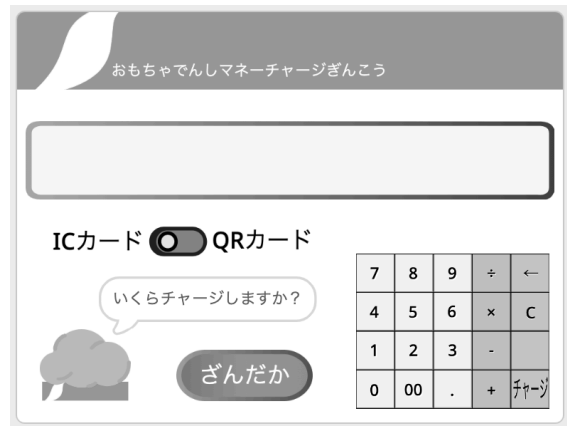 おもちゃでんしマネーチャージぎんこう
ICカード QRカード
いくらチャージしますか？
ざんだか
7 8 9 ÷ ←
4 5 6 × C
1 2 3 -
0 00 . + チャージ